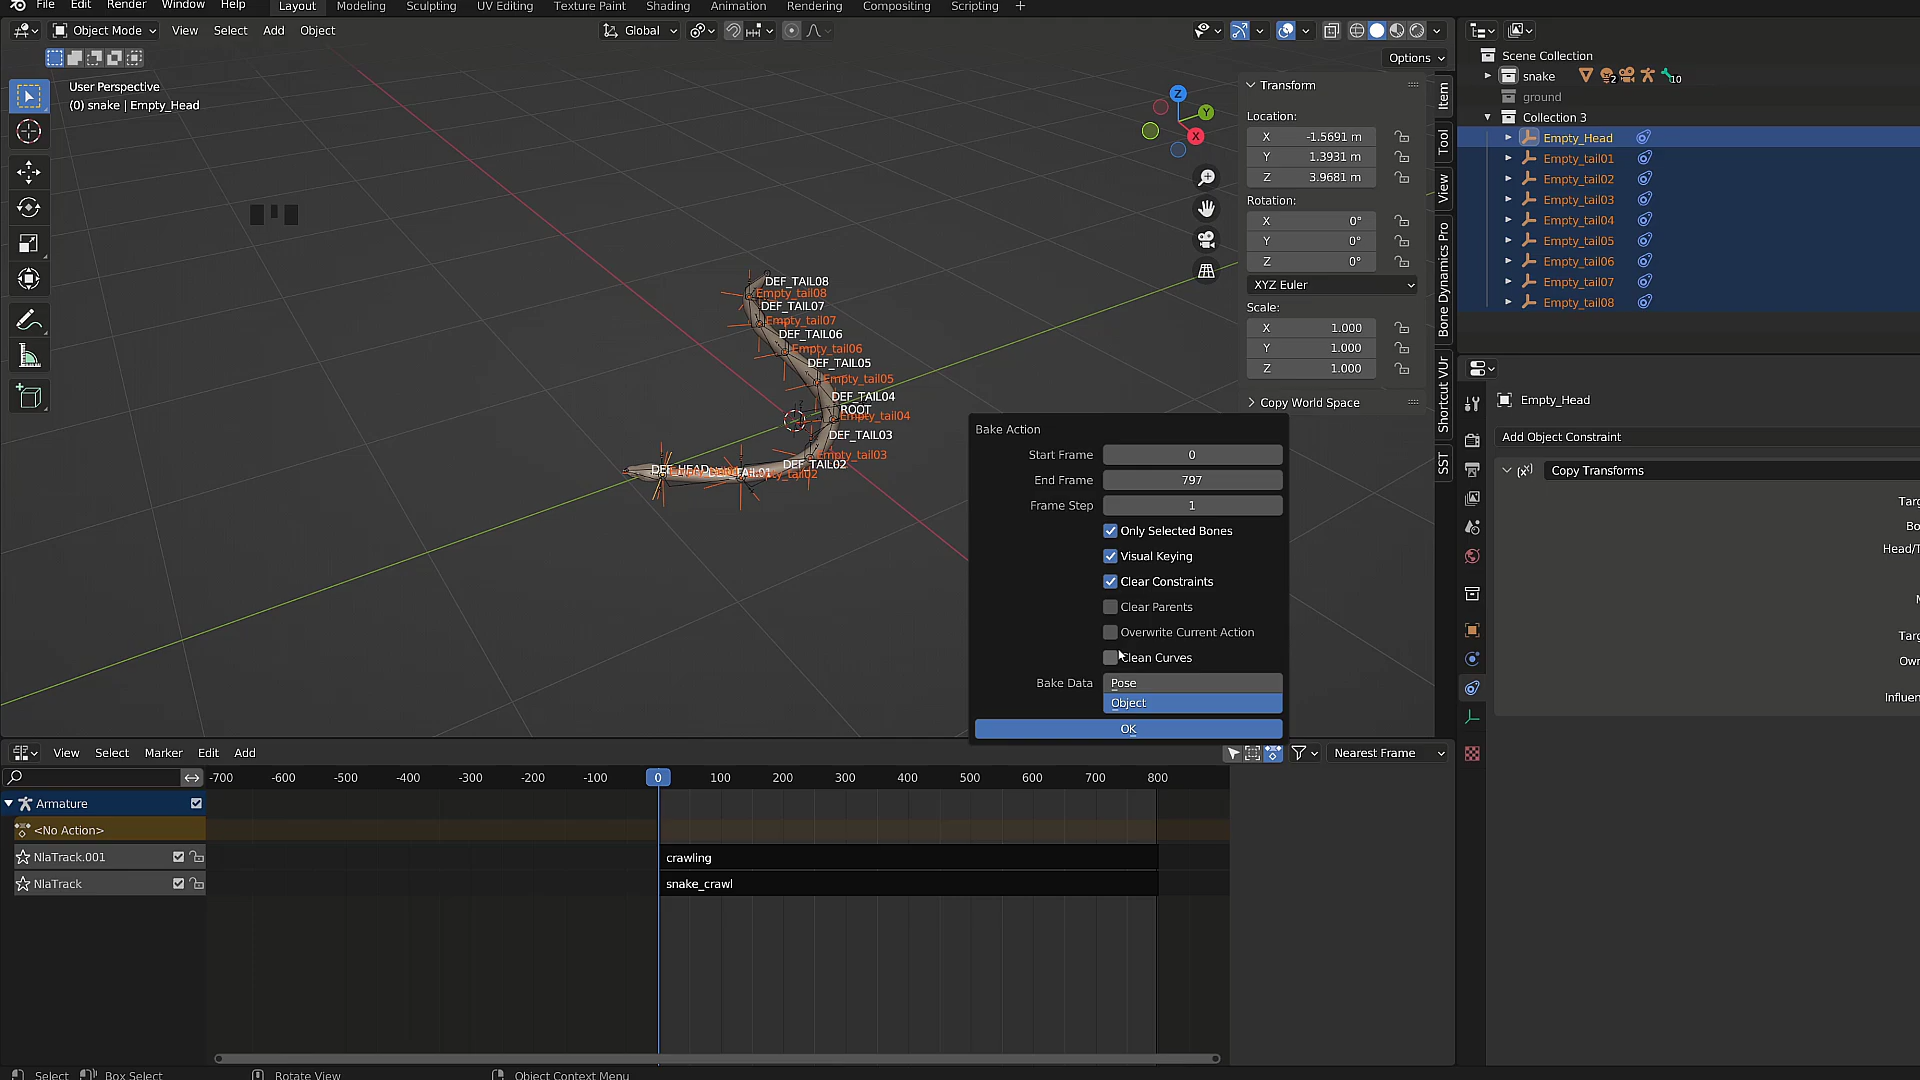 File Edit Render Window Help Layout Modeling Sculpting UV Editing Texture Paint Shading Animation Rendering Compositing Scripting +
Object Mode View Select Add Object Global
Options
User Perspective
(0) snake | Empty_Head
Transform
Location:
X -1.5691 m
Y 1.3931 m
Z 3.9681 m
Rotation:
X 0°
Y 0°
Z 0°
XYZ Euler
Scale:
X 1.000
Y 1.000
Z 1.000
Copy World Space
Item
Tool
View
Bone Dynamics Pro
Shortcut VUr
SST
Z
Y
X
DEF_TAIL08
Empty_tail08
DEF_TAIL07
Empty_tail07
DEF_TAIL06
Empty_tail06
DEF_TAIL05
Empty_tail05
DEF_TAIL04
ROOT
Empty_tail04
DEF_TAIL03
Empty_tail03
DEF_TAIL02
DEF_HEAD
Bake Action
Start Frame 0
End Frame 797
Frame Step 1
Only Selected Bones
Visual Keying
Clear Constraints
Clear Parents
Overwrite Current Action
Clean Curves
Bake Data Pose
Object
OK
Scene Collection
snake 2 10
ground
Collection 3
Empty_Head
Empty_tail01
Empty_tail02
Empty_tail03
Empty_tail04
Empty_tail05
Empty_tail06
Empty_tail07
Empty_tail08
Empty_Head
Add Object Constraint
Copy Transforms
Targ
Bo
Head/T
M
Targ
Ow
Influen
View Select Marker Edit Add Nearest Frame
-700 -600 -500 -400 -300 -200 -100 0 100 200 300 400 500 600 700 800
Armature
<No Action>
NlaTrack.001 crawling
NlaTrack snake_crawl
Select Box Select Rotate View Object Context Menu